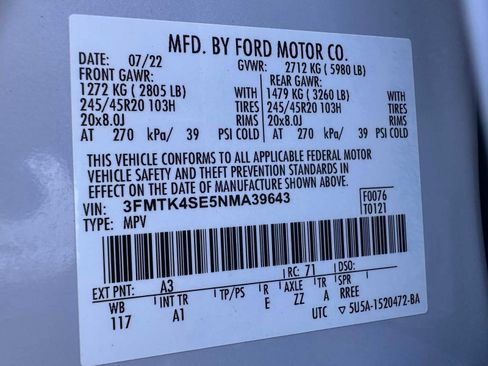 MFD. BY FORD MOTOR CO.
DATE: 07/22 GVWR: 2712 KG (5980 LB)
FRONT GAWR: REAR GAWR:
1272 KG (2805 LB) WITH 1479 KG (3260 LB) WITH
245/45R20 103H TIRES 245/45R20 103H TIRES
20x8.0J RIMS 20x8.0J RIMS
AT 270 kPa/ 39 PSI COLD AT 270 kPa/ 39 PSI COLD
THIS VEHICLE CONFORMS TO ALL APPLICABLE FEDERAL MOTOR
VEHICLE SAFETY AND THEFT PREVENTION STANDARDS IN
EFFECT ON THE DATE OF MANUFACTURE SHOWN ABOVE.
VIN: 3FMTK4SE5NMA39643 F0076
TYPE: MPV T0121
EXT PNT: A3 RC: 71 DSO:
WB INT TR TP/PS R AXLE TR SPR
117 A1 E ZZ A RREE
UTC ▽ 5U5A-1520472-BA